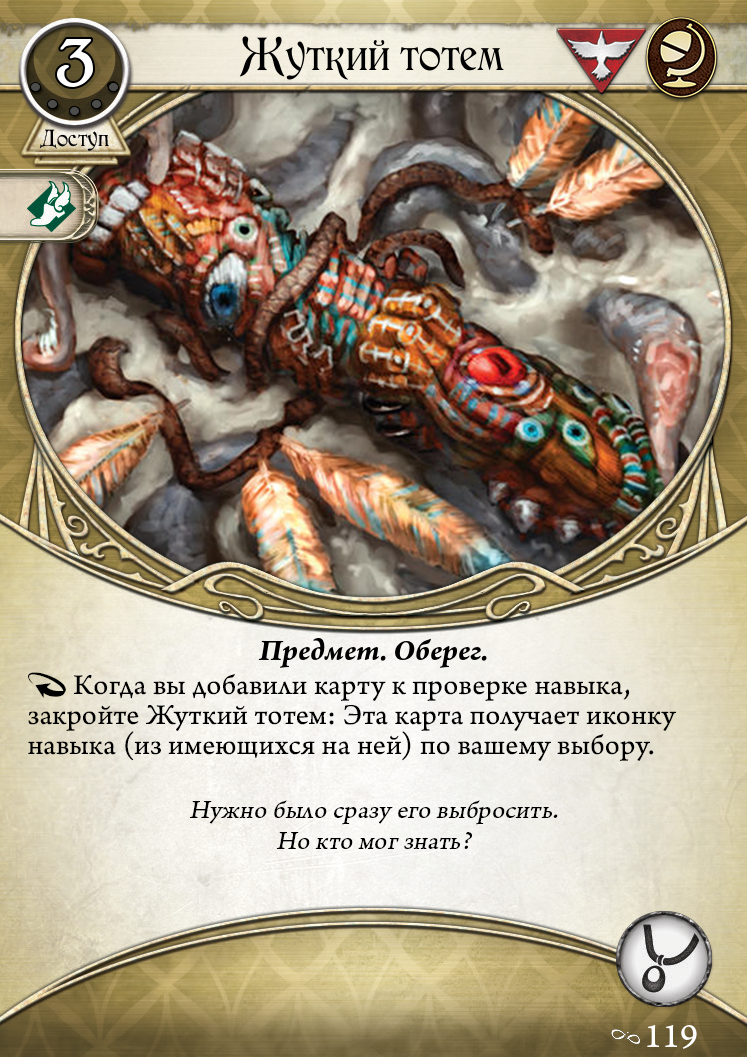 3
Жуткий тотем
Доступ
Предмет. Оберег.
Когда вы добавили карту к проверке навыка,
закройте Жуткий тотем: Эта карта получает иконку
навыка (из имеющихся на ней) по вашему выбору.
Нужно было сразу его выбросить.
Но кто мог знать?
119